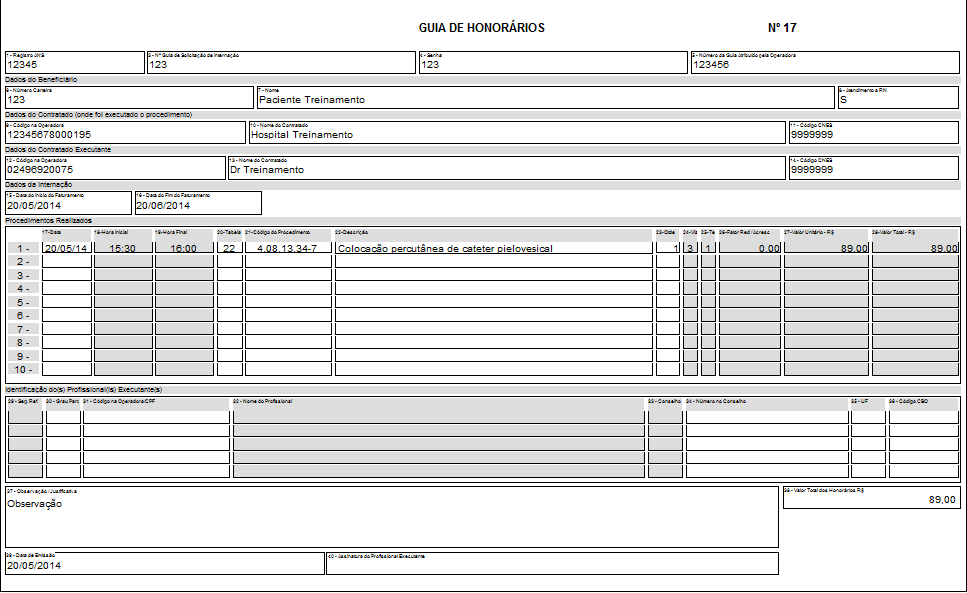 GUIA DE HONORÁRIOS Nº 17
1 - Registro ANS 3 - Nº Guia de Solicitação de Internação 4 - Senha 5 - Número da Guia Atribuído pela Operadora
12345 123 123 123456
Dados do Beneficiário
6 - Número Carteira 7 - Nome 8 - Atendimento a RN
123 Paciente Treinamento S
Dados do Contratado (onde foi executado o procedimento)
9 - Código na Operadora 10 - Nome do Contratado 11 - Código CNES
12345678000195 Hospital Treinamento 9999999
Dados do Contratado Executante
12 - Código na Operadora 13 - Nome do Contratado 14 - Código CNES
02496920075 Dr Treinamento 9999999
Dados da Internação
15 - Data do Início do Faturamento 16 - Data do Fim do Faturamento
20/05/2014 20/06/2014
Procedimentos Realizados
17-Data 18-Hora Inicial 19-Hora Final 20-Tabela 21-Código do Procedimento 22-Descrição 23-Qtde 24-Via 25-Te 26-Fator Red / Acresc 27-Valor Unitário - R$ 28-Valor Total - R$
1 - 20/05/14 15:30 16:00 22 4.08.13.34-7 Colocação percutânea de cateter pielovesical 1 3 1 0,00 89,00 89,00
2 -
3 -
4 -
5 -
6 -
7 -
8 -
9 -
10 -
Identificação do(s) Profissional(is) Executante(s)
29 - Seq. Ref. 30 - Grau Part. 31 - Código na Operadora/CPF 32 - Nome do Profissional 33 - Conselho 34 - Número no Conselho 35 - UF 36 - Código CBO
37 - Observação / Justificativa 38 - Valor Total dos Honorários R$
Observação 89,00
39 - Data de Emissão 40 - Assinatura do Profissional Executante
20/05/2014